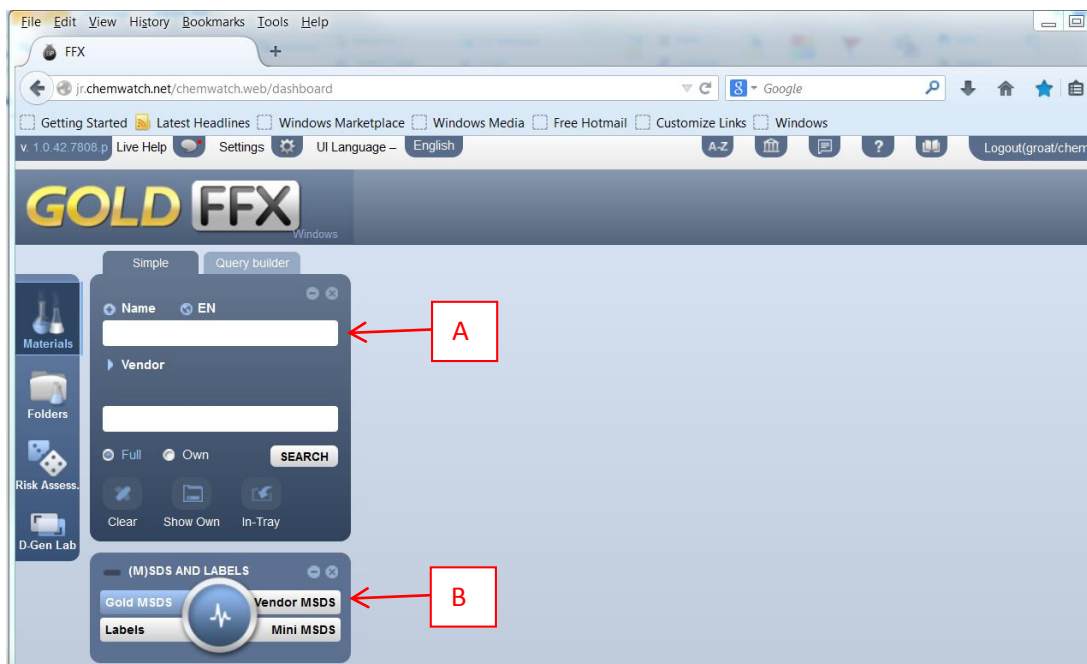 File Edit View History Bookmarks Tools Help
FFX +
jr.chemwatch.net/chemwatch.web/dashboard 8 Google
Getting Started Latest Headlines Windows Marketplace Windows Media Free Hotmail Customize Links Windows
v. 1.0.42.7808.p Live Help Settings UI Language – English A-Z ? Logout(groat/chem
GOLD FFX
Windows
Simple Query builder
Name EN
A
Materials
Vendor
Folders
Full Own SEARCH
Risk Assess.
Clear Show Own In-Tray
D-Gen Lab
(M)SDS AND LABELS
Gold MSDS Vendor MSDS
B
Labels Mini MSDS